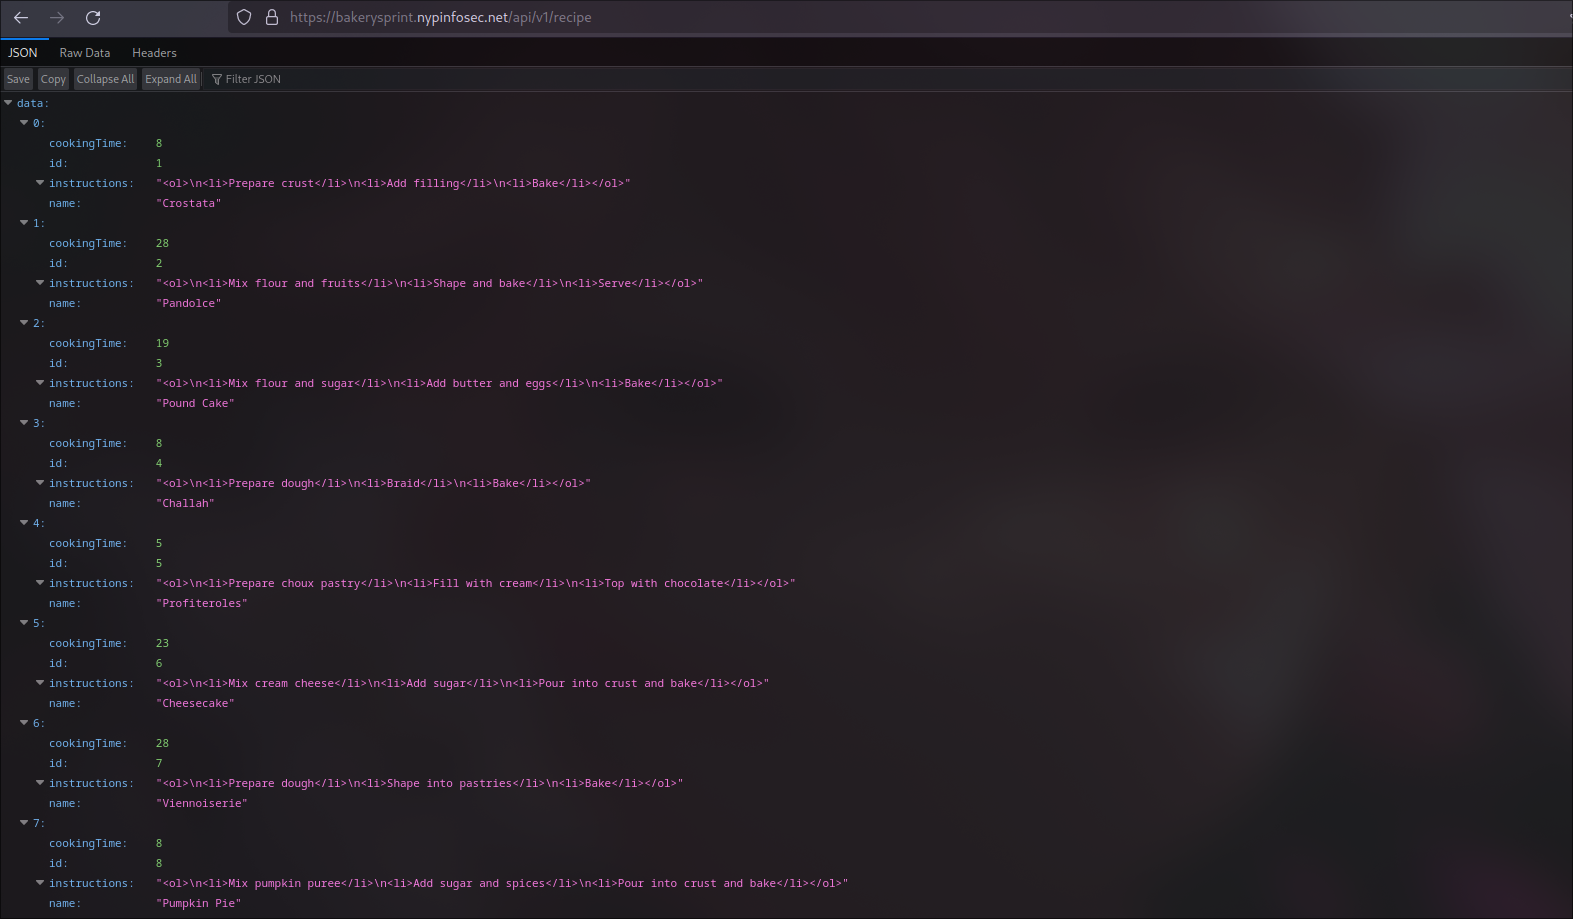 https://bakerysprint.nypinfosec.net/api/v1/recipe
JSON Raw Data Headers
Save Copy Collapse All Expand All Filter JSON
data:
0:
cookingTime: 8
id: 1
instructions: "<ol>\n<li>Prepare crust</li>\n<li>Add filling</li>\n<li>Bake</li></ol>"
name: "Crostata"
1:
cookingTime: 28
id: 2
instructions: "<ol>\n<li>Mix flour and fruits</li>\n<li>Shape and bake</li>\n<li>Serve</li></ol>"
name: "Pandolce"
2:
cookingTime: 19
id: 3
instructions: "<ol>\n<li>Mix flour and sugar</li>\n<li>Add butter and eggs</li>\n<li>Bake</li></ol>"
name: "Pound Cake"
3:
cookingTime: 8
id: 4
instructions: "<ol>\n<li>Prepare dough</li>\n<li>Braid</li>\n<li>Bake</li></ol>"
name: "Challah"
4:
cookingTime: 5
id: 5
instructions: "<ol>\n<li>Prepare choux pastry</li>\n<li>Fill with cream</li>\n<li>Top with chocolate</li></ol>"
name: "Profiteroles"
5:
cookingTime: 23
id: 6
instructions: "<ol>\n<li>Mix cream cheese</li>\n<li>Add sugar</li>\n<li>Pour into crust and bake</li></ol>"
name: "Cheesecake"
6:
cookingTime: 28
id: 7
instructions: "<ol>\n<li>Prepare dough</li>\n<li>Shape into pastries</li>\n<li>Bake</li></ol>"
name: "Viennoiserie"
7:
cookingTime: 8
id: 8
instructions: "<ol>\n<li>Mix pumpkin puree</li>\n<li>Add sugar and spices</li>\n<li>Pour into crust and bake</li></ol>"
name: "Pumpkin Pie"